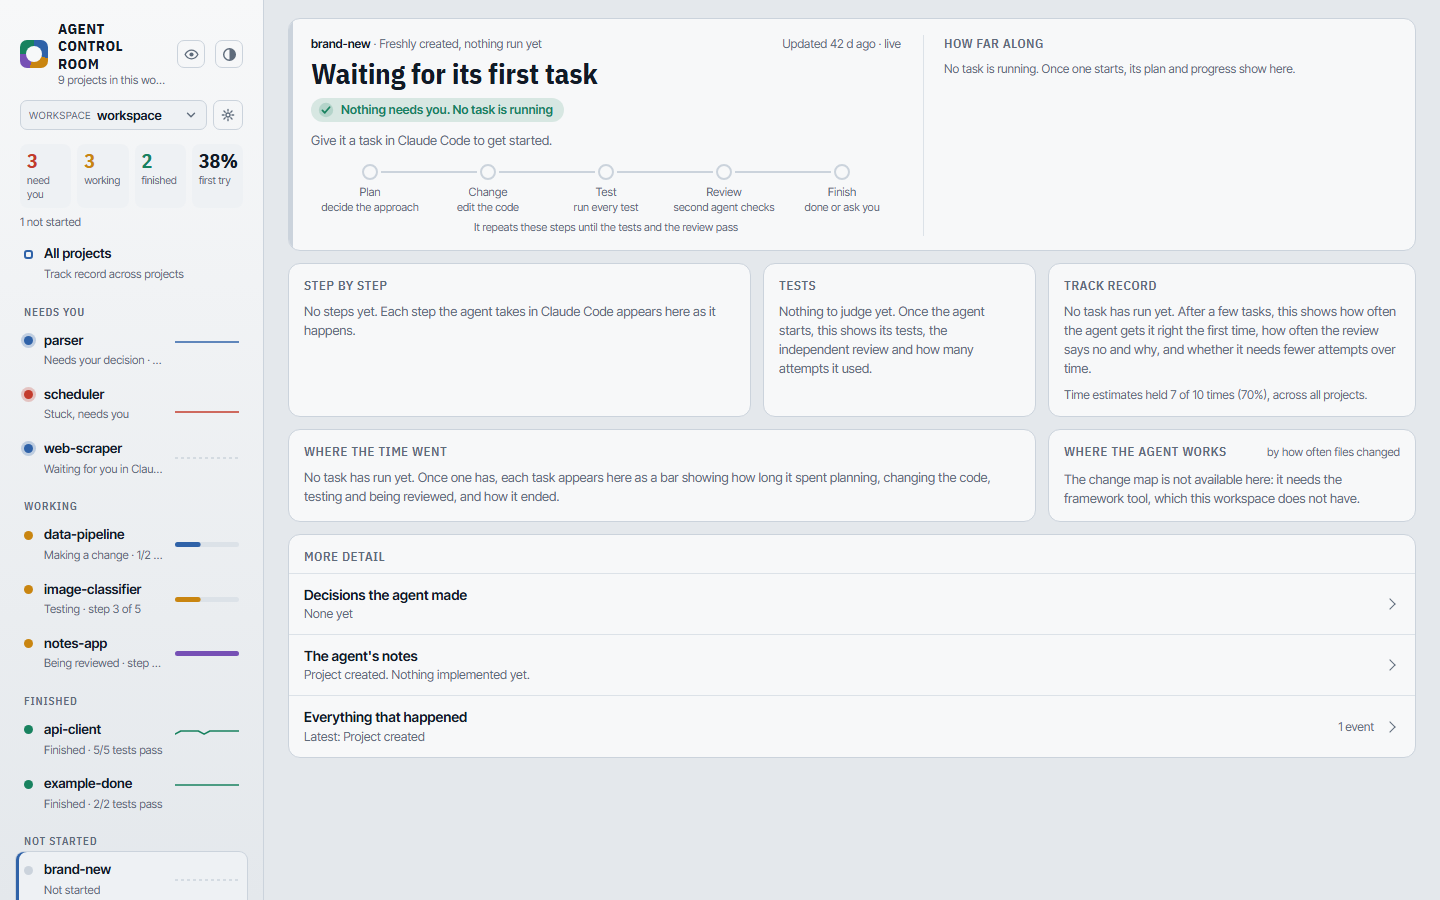 AGENT
CONTROL
ROOM
9 projects in this wo...
WORKSPACE workspace
3
need
you
3
working
2
finished
38%
first try
1 not started
All projects
Track record across projects
NEEDS YOU
parser
Needs your decision · ...
scheduler
Stuck, needs you
web-scraper
Waiting for you in Clau...
WORKING
data-pipeline
Making a change · 1/2 ...
image-classifier
Testing · step 3 of 5
notes-app
Being reviewed · step ...
FINISHED
api-client
Finished · 5/5 tests pass
example-done
Finished · 2/2 tests pass
NOT STARTED
brand-new
Not started
brand-new · Freshly created, nothing run yet
Updated 42 d ago · live
Waiting for its first task
Nothing needs you. No task is running
Give it a task in Claude Code to get started.
Plan
decide the approach
Change
edit the code
Test
run every test
Review
second agent checks
Finish
done or ask you
It repeats these steps until the tests and the review pass
HOW FAR ALONG
No task is running. Once one starts, its plan and progress show here.
STEP BY STEP
No steps yet. Each step the agent takes in Claude Code appears here as it
happens.
TESTS
Nothing to judge yet. Once the agent
starts, this shows its tests, the
independent review and how many
attempts it used.
TRACK RECORD
No task has run yet. After a few tasks, this shows how often
the agent gets it right the first time, how often the review
says no and why, and whether it needs fewer attempts over
time.
Time estimates held 7 of 10 times (70%), across all projects.
WHERE THE TIME WENT
No task has run yet. Once one has, each task appears here as a bar showing how long it spent planning, changing the code,
testing and being reviewed, and how it ended.
WHERE THE AGENT WORKS
by how often files changed
The change map is not available here: it needs the
framework tool, which this workspace does not have.
MORE DETAIL
Decisions the agent made
None yet
The agent's notes
Project created. Nothing implemented yet.
Everything that happened
Latest: Project created
1 event